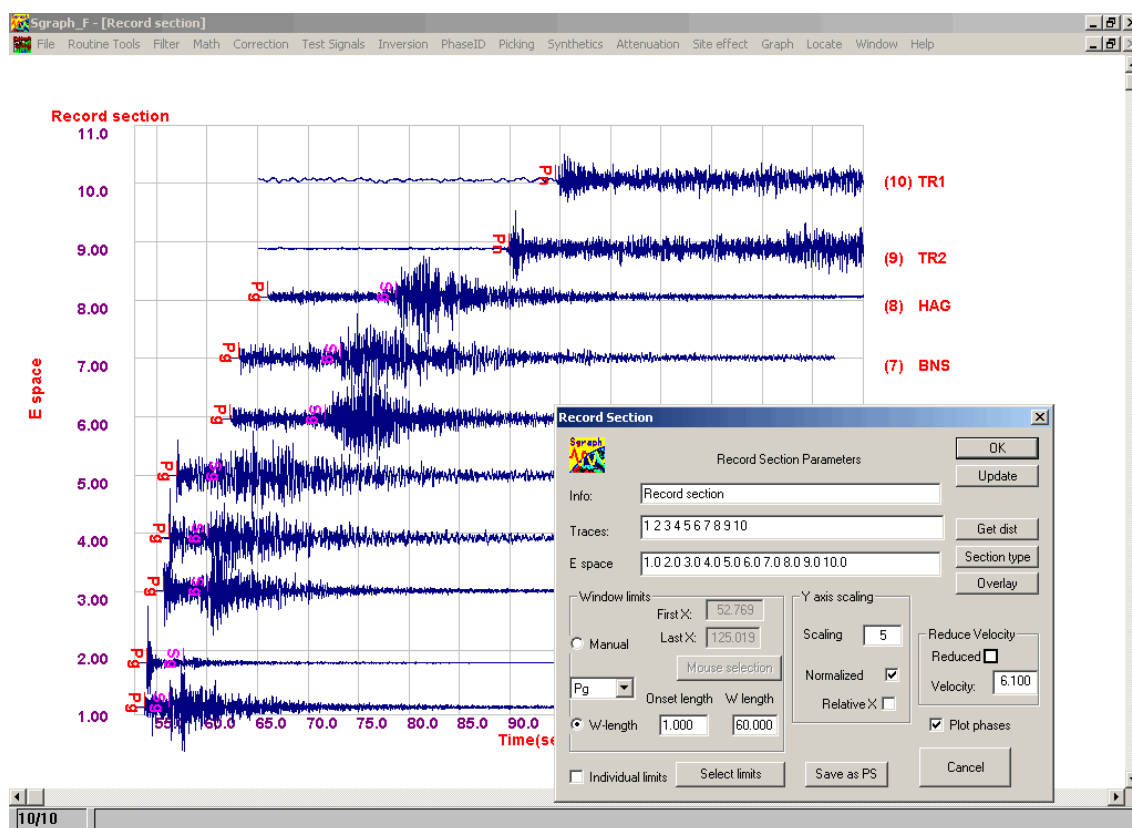 Sgraph_F - [Record section]
File Routine Tools Filter Math Correction Test Signals Inversion PhaseID Picking Synthetics Attenuation Site effect Graph Locate Window Help
Record section
11.0
10.0
9.00
8.00
7.00
6.00
5.00
4.00
3.00
2.00
1.00
E space
Pn
(10) TR1
Pn
(9) TR2
Pg
Sg
(8) HAG
Pg
Sg
(7) BNS
Pg
Sg
Pg
Sg
Pg
Sg
Pg
Sg
Pg
Sg
Pg
Sg
55.0 60.0 65.0 70.0 75.0 80.0 85.0 90.0
Time(se
Record Section
Sgraph
Record Section Parameters
OK
Update
Info: Record section
Traces: 1 2 3 4 5 6 7 8 9 10
Get dist
E space 1.0 2.0 3.0 4.0 5.0 6.0 7.0 8.0 9.0 10.0
Section type
Overlay
Window limits
First X: 52.769
Manual
Last X: 125.019
Mouse selection
Pg
Onset length W length
W-length 1.000 60.000
Y axis scaling
Scaling 5
Normalized
Relative X
Reduce Velocity
Reduced
Velocity: 6.100
Plot phases
Individual limits
Select limits
Save as PS
Cancel
10/10